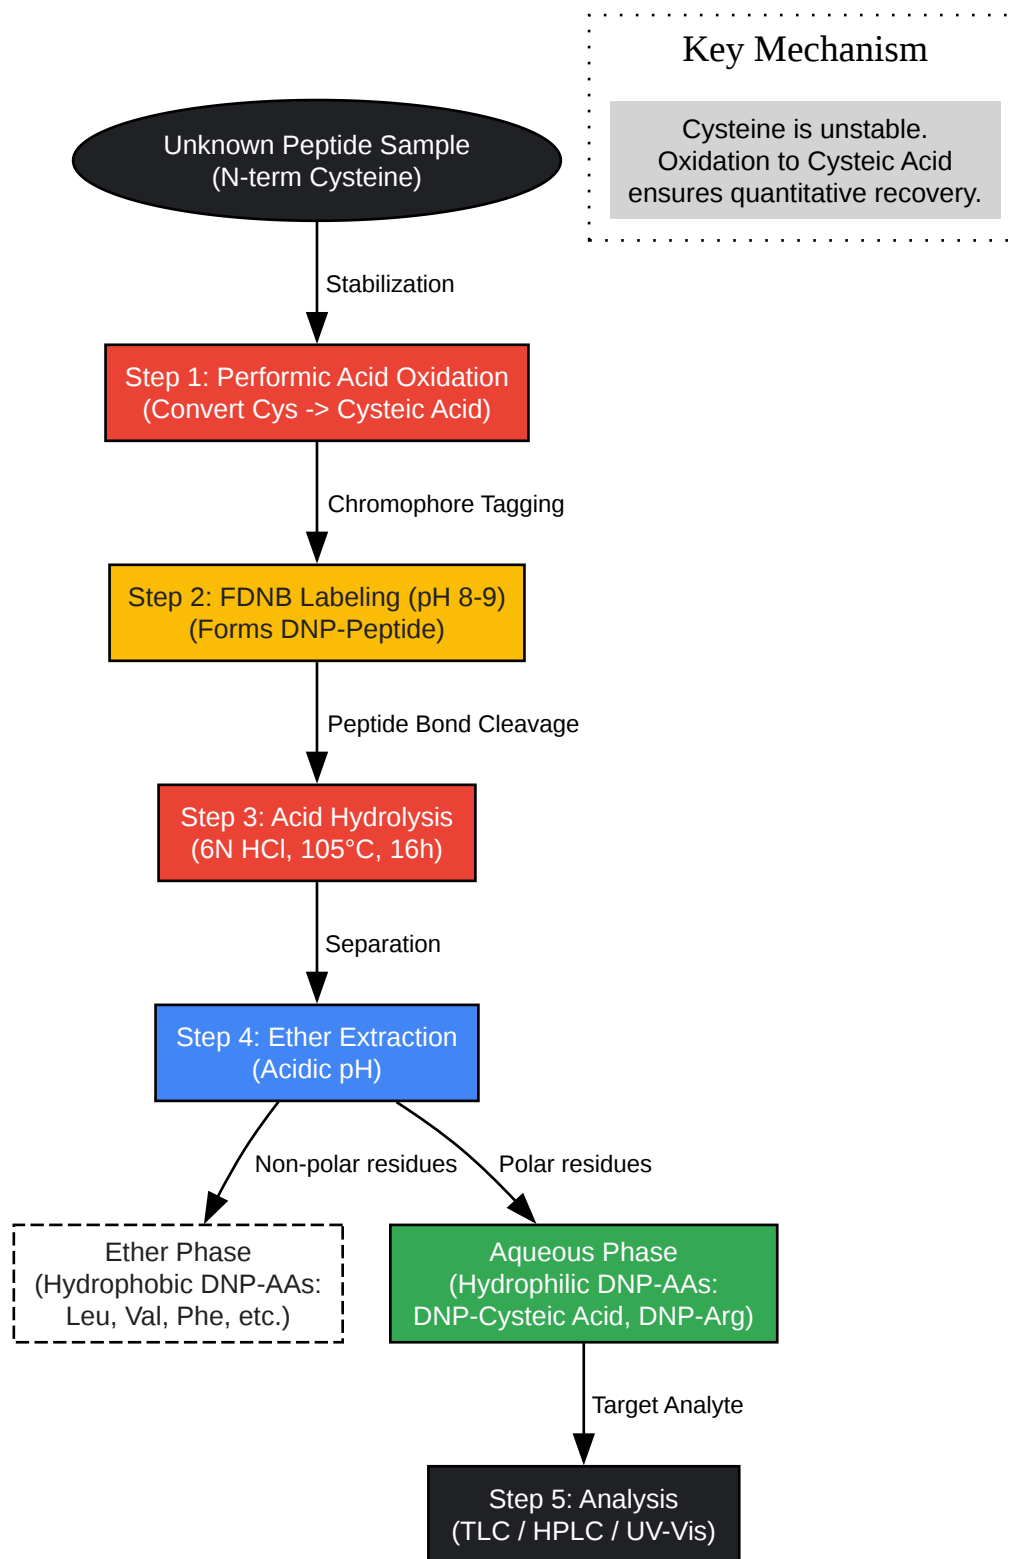 Key Mechanism
Cysteine is unstable.
Oxidation to Cysteic Acid
ensures quantitative recovery.
Unknown Peptide Sample
(N-term Cysteine)
Stabilization
Step 1: Performic Acid Oxidation
(Convert Cys -> Cysteic Acid)
Chromophore Tagging
Step 2: FDNB Labeling (pH 8-9)
(Forms DNP-Peptide)
Peptide Bond Cleavage
Step 3: Acid Hydrolysis
(6N HCl, 105°C, 16h)
Separation
Step 4: Ether Extraction
(Acidic pH)
Non-polar residues
Polar residues
Ether Phase
(Hydrophobic DNP-AAs:
Leu, Val, Phe, etc.)
Aqueous Phase
(Hydrophilic DNP-AAs:
DNP-Cysteic Acid, DNP-Arg)
Target Analyte
Step 5: Analysis
(TLC / HPLC / UV-Vis)